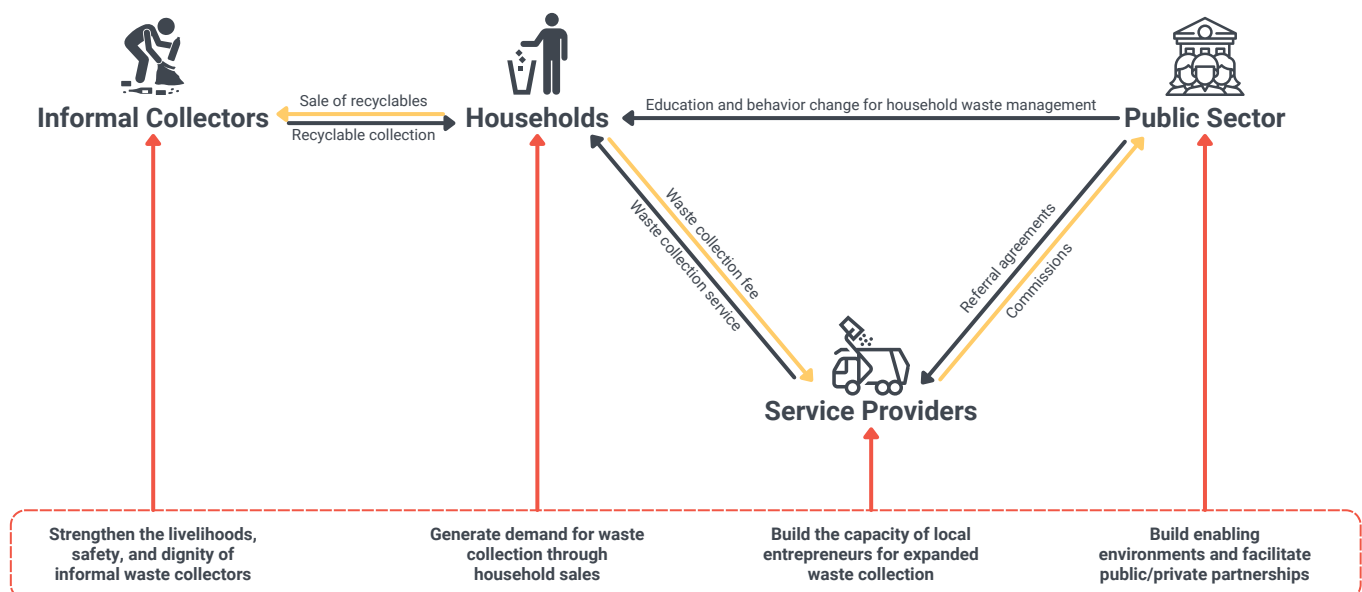 Informal Collectors
Sale of recyclables
Recyclable collection
Households
Education and behavior change for household waste management
Public Sector
Waste collection fee
Waste collection service
Referral agreements
Commissions
Service Providers
Strengthen the livelihoods,
safety, and dignity of
informal waste collectors
Generate demand for waste
collection through
household sales
Build the capacity of local
entrepreneurs for expanded
waste collection
Build enabling
environments and facilitate
public/private partnerships